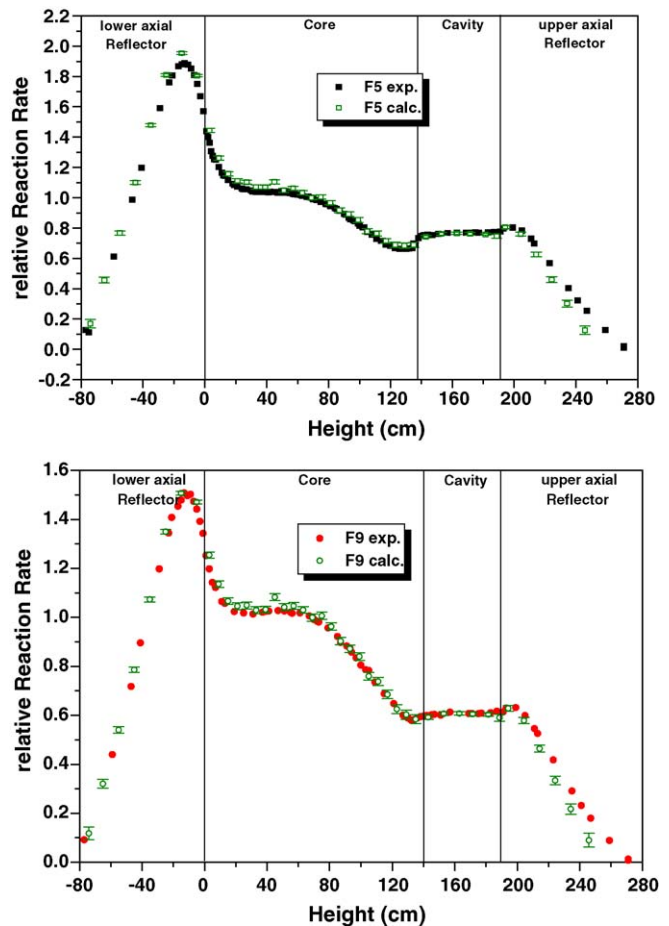 lower axial Core Cavity upper axial
Reflector Reflector
2.2
2.0
1.8
1.6
1.4
1.2
1.0
0.8
0.6
0.4
0.2
0.0
-0.2
relative Reaction Rate
F5 exp.
F5 calc.
-80 -40 0 40 80 120 160 200 240 280
Height (cm)
lower axial Core Cavity upper axial
Reflector Reflector
1.6
1.4
1.2
1.0
0.8
0.6
0.4
0.2
0.0
relative Reaction Rate
F9 exp.
F9 calc.
-80 -40 0 40 80 120 160 200 240 280
Height (cm)